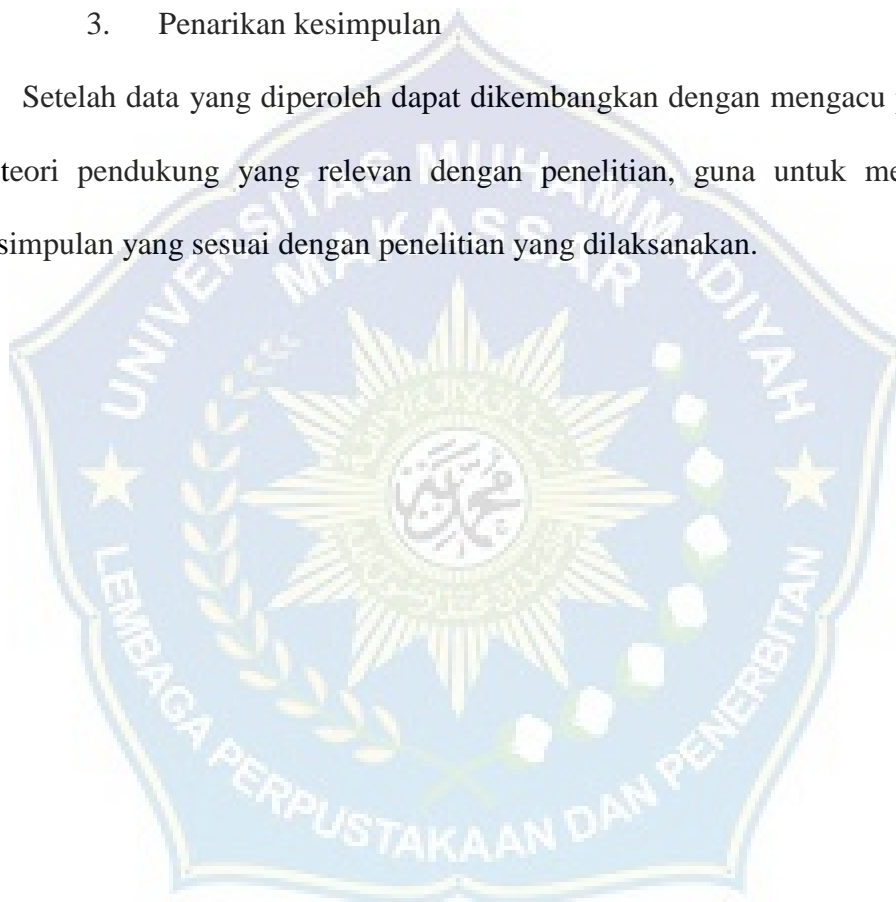 3. Penarikan kesimpulan
Setelah data yang diperoleh dapat dikembangkan dengan mengacu
teori pendukung yang relevan dengan penelitian, guna untuk
simpulan yang sesuai dengan penelitian yang dilaksanakan.
UNIVERSITAS MUHAMMADIYAH
MAKASSAR
LEMBAGA PERPUSTAKAAN DAN PENERBITAN